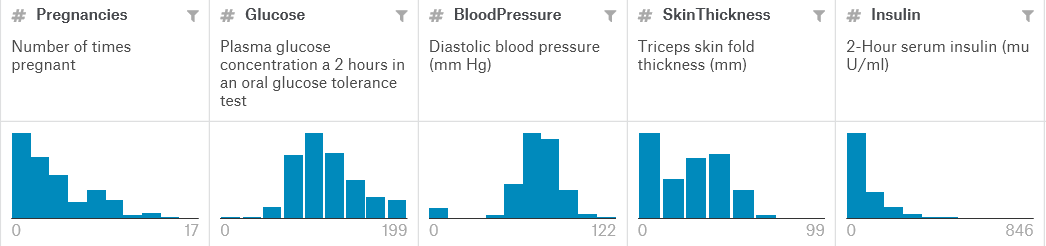 # Pregnancies
Number of times
pregnant
0 17
# Glucose
Plasma glucose
concentration a 2 hours in
an oral glucose tolerance
test
0 199
# BloodPressure
Diastolic blood pressure
(mm Hg)
0 122
# SkinThickness
Triceps skin fold
thickness (mm)
0 99
# Insulin
2-Hour serum insulin (mu
U/ml)
0 846